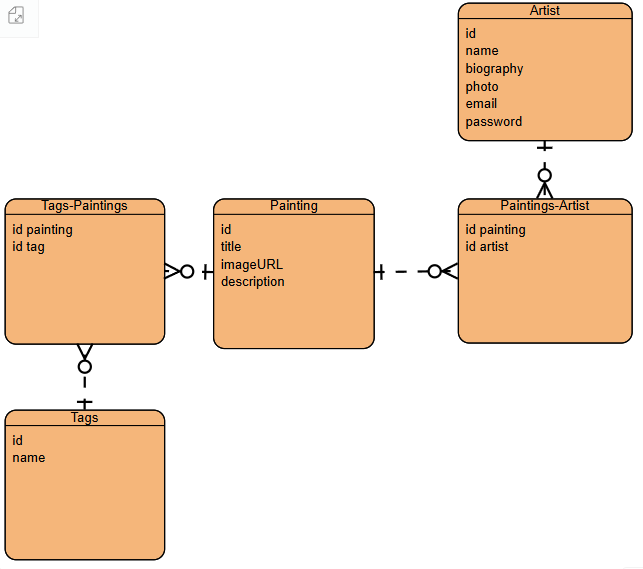 Artist
id
name
biography
photo
email
password
Tags-Paintings
id painting
id tag
Painting
id
title
imageURL
description
Paintings-Artist
id painting
id artist
Tags
id
name